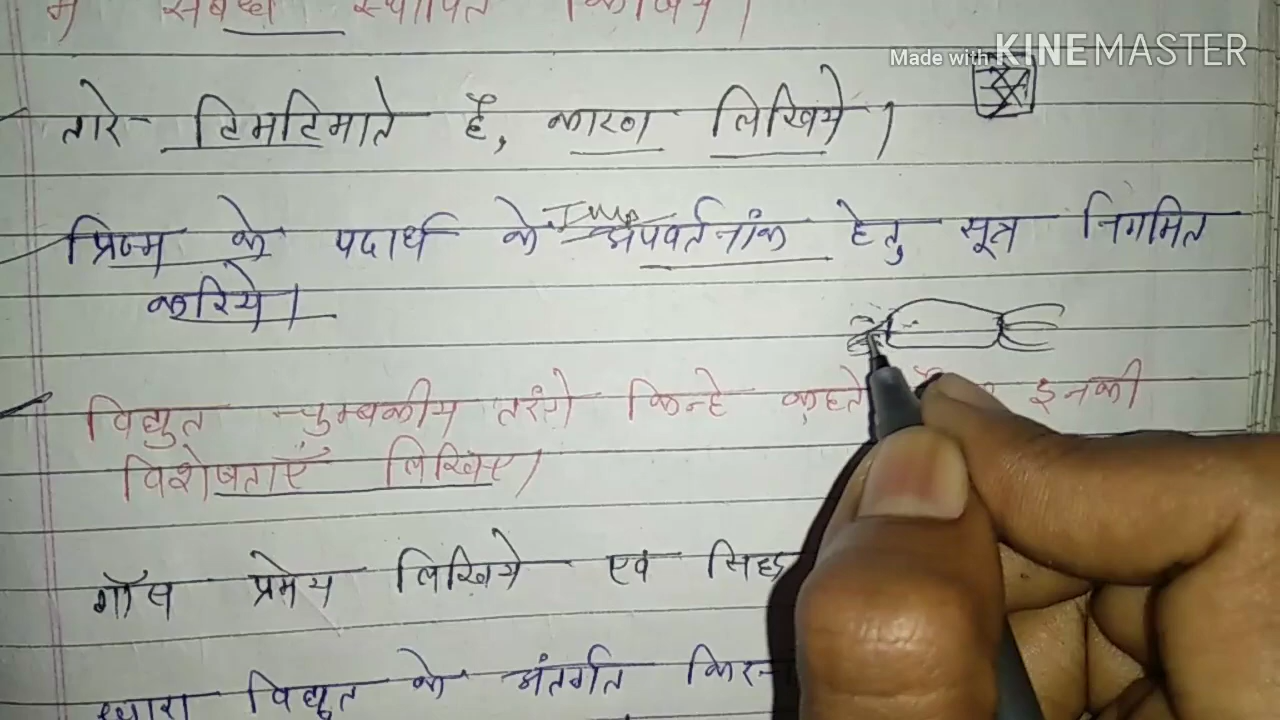 में संबंध स्थापित कीजिये।
Made with KINEMASTER
तारे टिमटिमाते है, कारण लिखिये।
Imp
प्रिज्म के पदार्थ के अपवर्तनांक हेतु सूत्र निगमित
करिये।
विद्युत चुम्बकीय तरंगे किन्हे कहते इनकी
विशेषताएँ लिखिए।
गॉस प्रमेय लिखिये एवं सिद्ध
धारा विद्युत के अंतर्गत